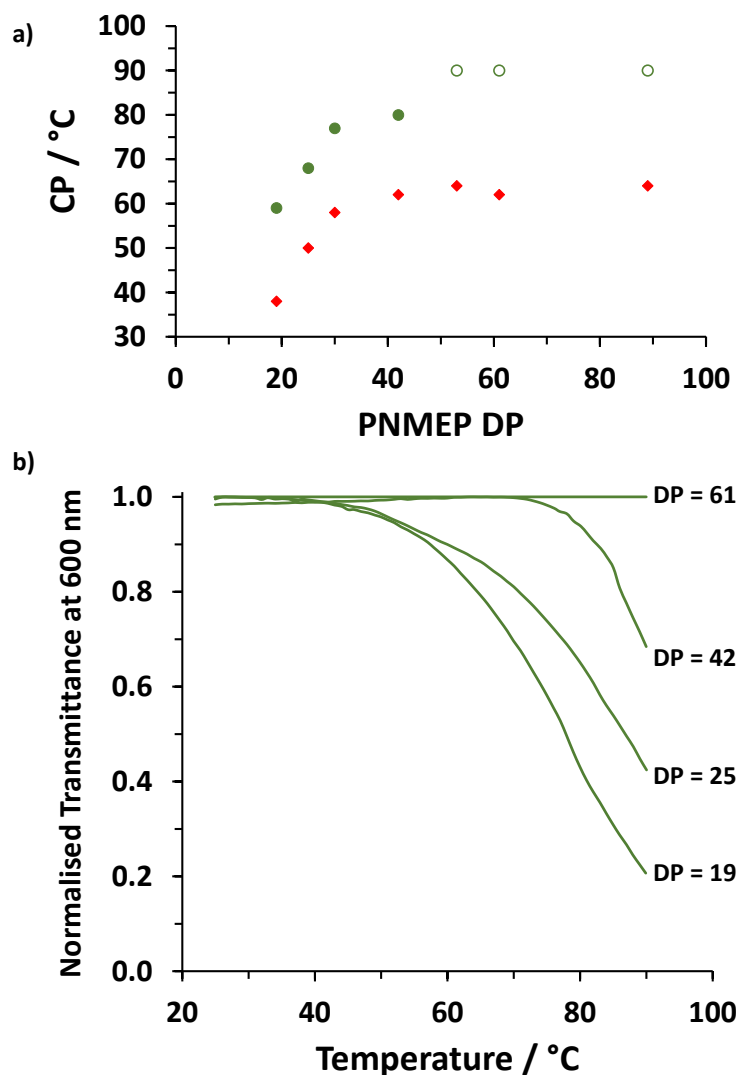 a)
CP / °C
100
90
80
70
60
50
40
30
0
20
40
60
80
100
PNMEP DP
b)
Normalised Transmittance at 600 nm
1.0
0.8
0.6
0.4
0.2
0.0
DP = 61
DP = 42
DP = 25
DP = 19
20
40
60
80
100
Temperature / °C